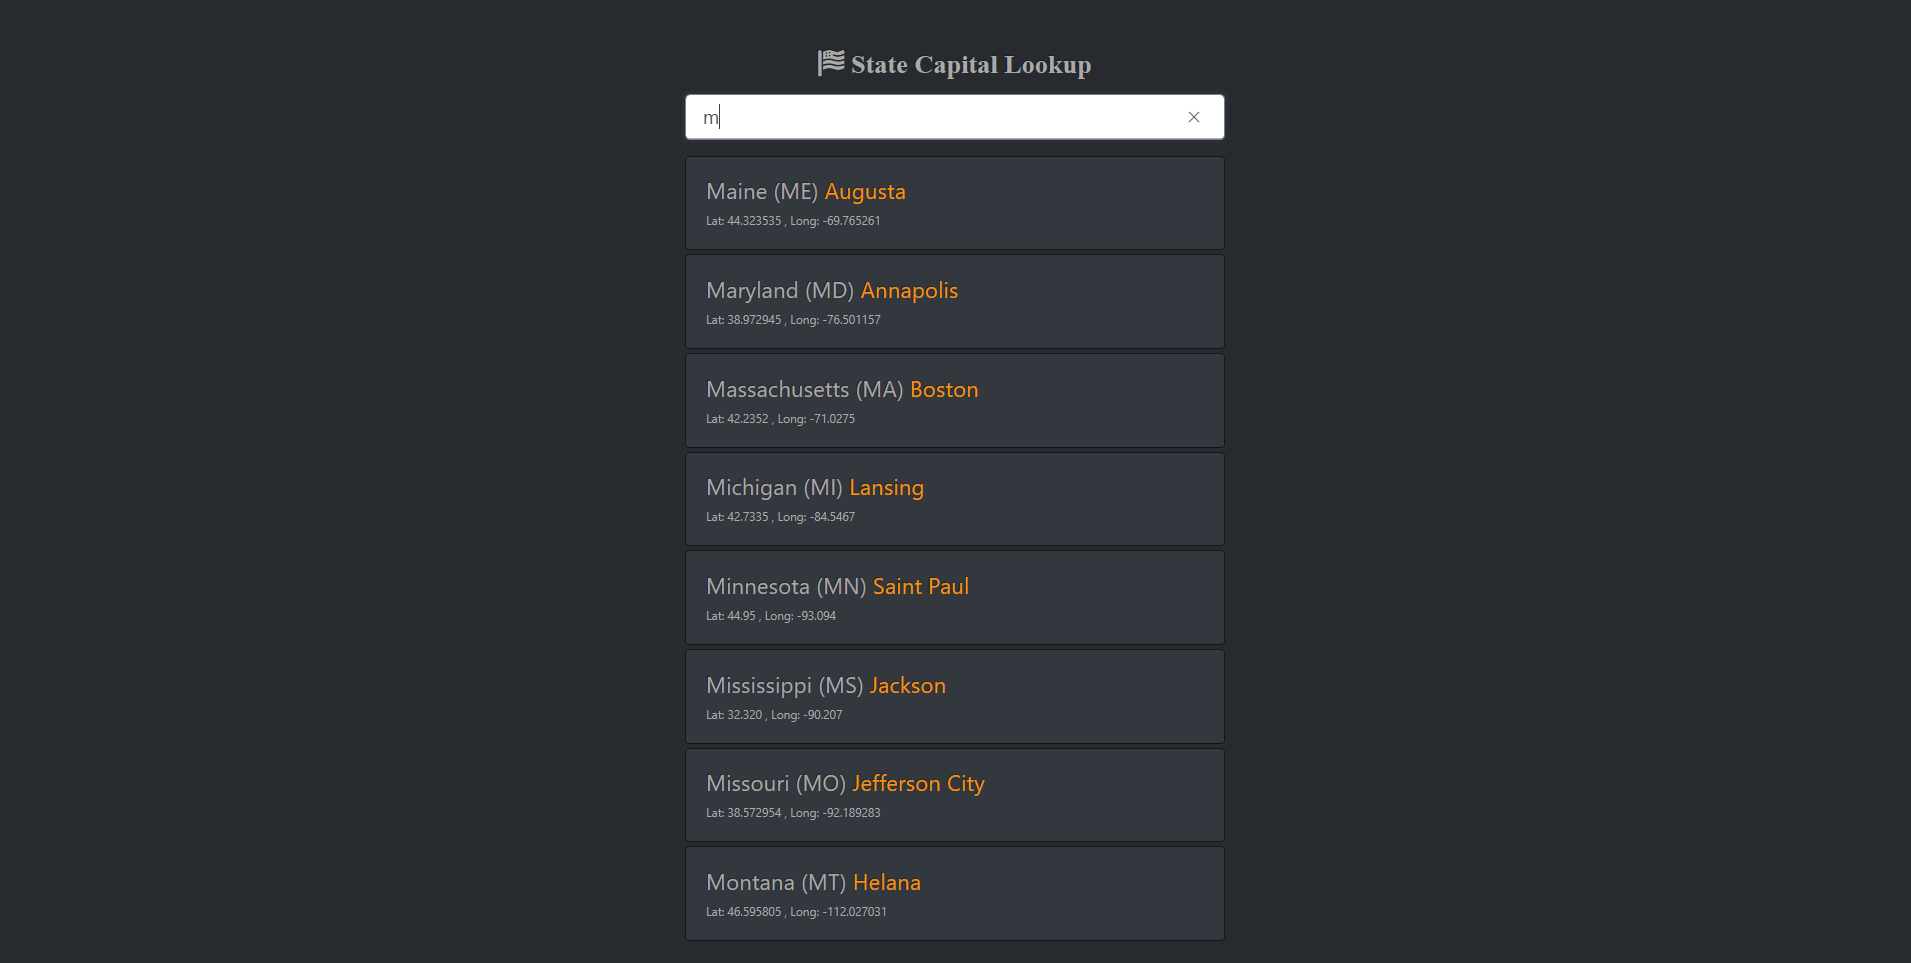 State Capital Lookup
m
Maine (ME) Augusta
Lat: 44.323535 , Long: -69.765261
Maryland (MD) Annapolis
Lat: 38.972945 , Long: -76.501157
Massachusetts (MA) Boston
Lat: 42.2352 , Long: -71.0275
Michigan (MI) Lansing
Lat: 42.7335 , Long: -84.5467
Minnesota (MN) Saint Paul
Lat: 44.95 , Long: -93.094
Mississippi (MS) Jackson
Lat: 32.320 , Long: -90.207
Missouri (MO) Jefferson City
Lat: 38.572954 , Long: -92.189283
Montana (MT) Helana
Lat: 46.595805 , Long: -112.027031